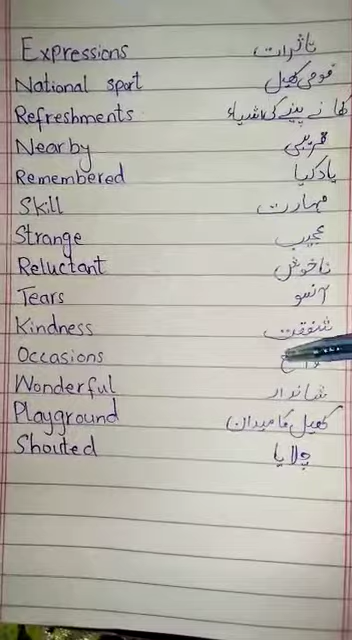 Expressions تاثرات
National sport قومی کھیل
Refreshments کھانے پینے کی اشیاء
Nearby قریبی
Remembered یاد کیا
Skill مہارت
Strange عجیب
Reluctant ناخوش
Tears آنسو
Kindness شفقت
Occasions
Wonderful شاندار
Playground کھیل کا میدان
Shouted چلایا